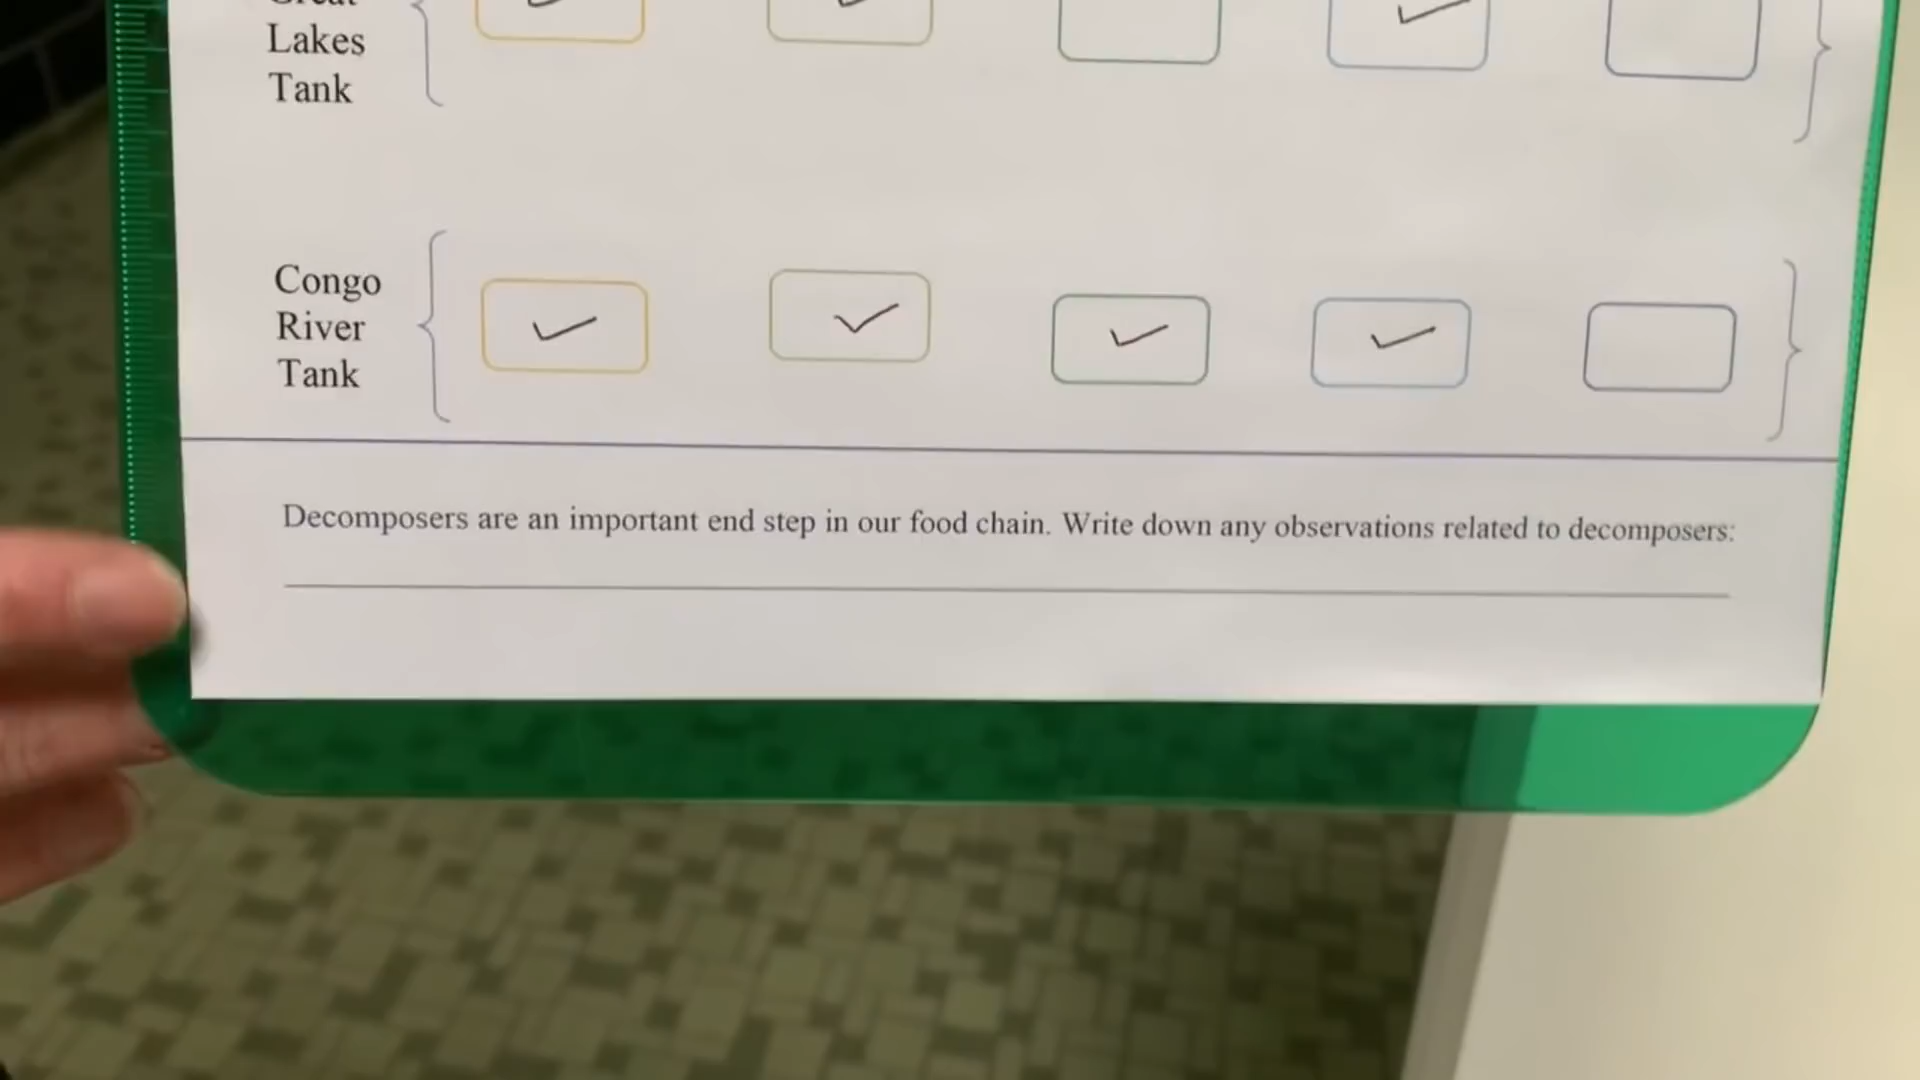 Lakes
Tank
Congo
River
Tank
Decomposers are an important end step in our food chain. Write down any observations related to decomposers: